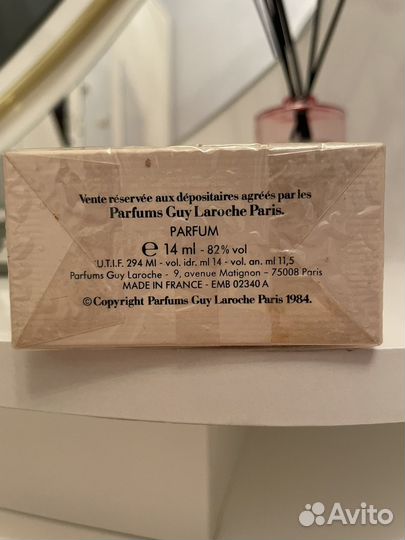 Vente réservée aux dépositaires agréés par les
Parfums Guy Laroche Paris.
PARFUM
℮ 14 ml - 82% vol
U.T.I.F. 294 Ml - vol. idr. ml 14 - vol. an. ml 11,5
Parfums Guy Laroche - 9, avenue Matignon - 75008 Paris
MADE IN FRANCE - EMB 02340 A
©Copyright Parfums Guy Laroche Paris 1984.
Avito